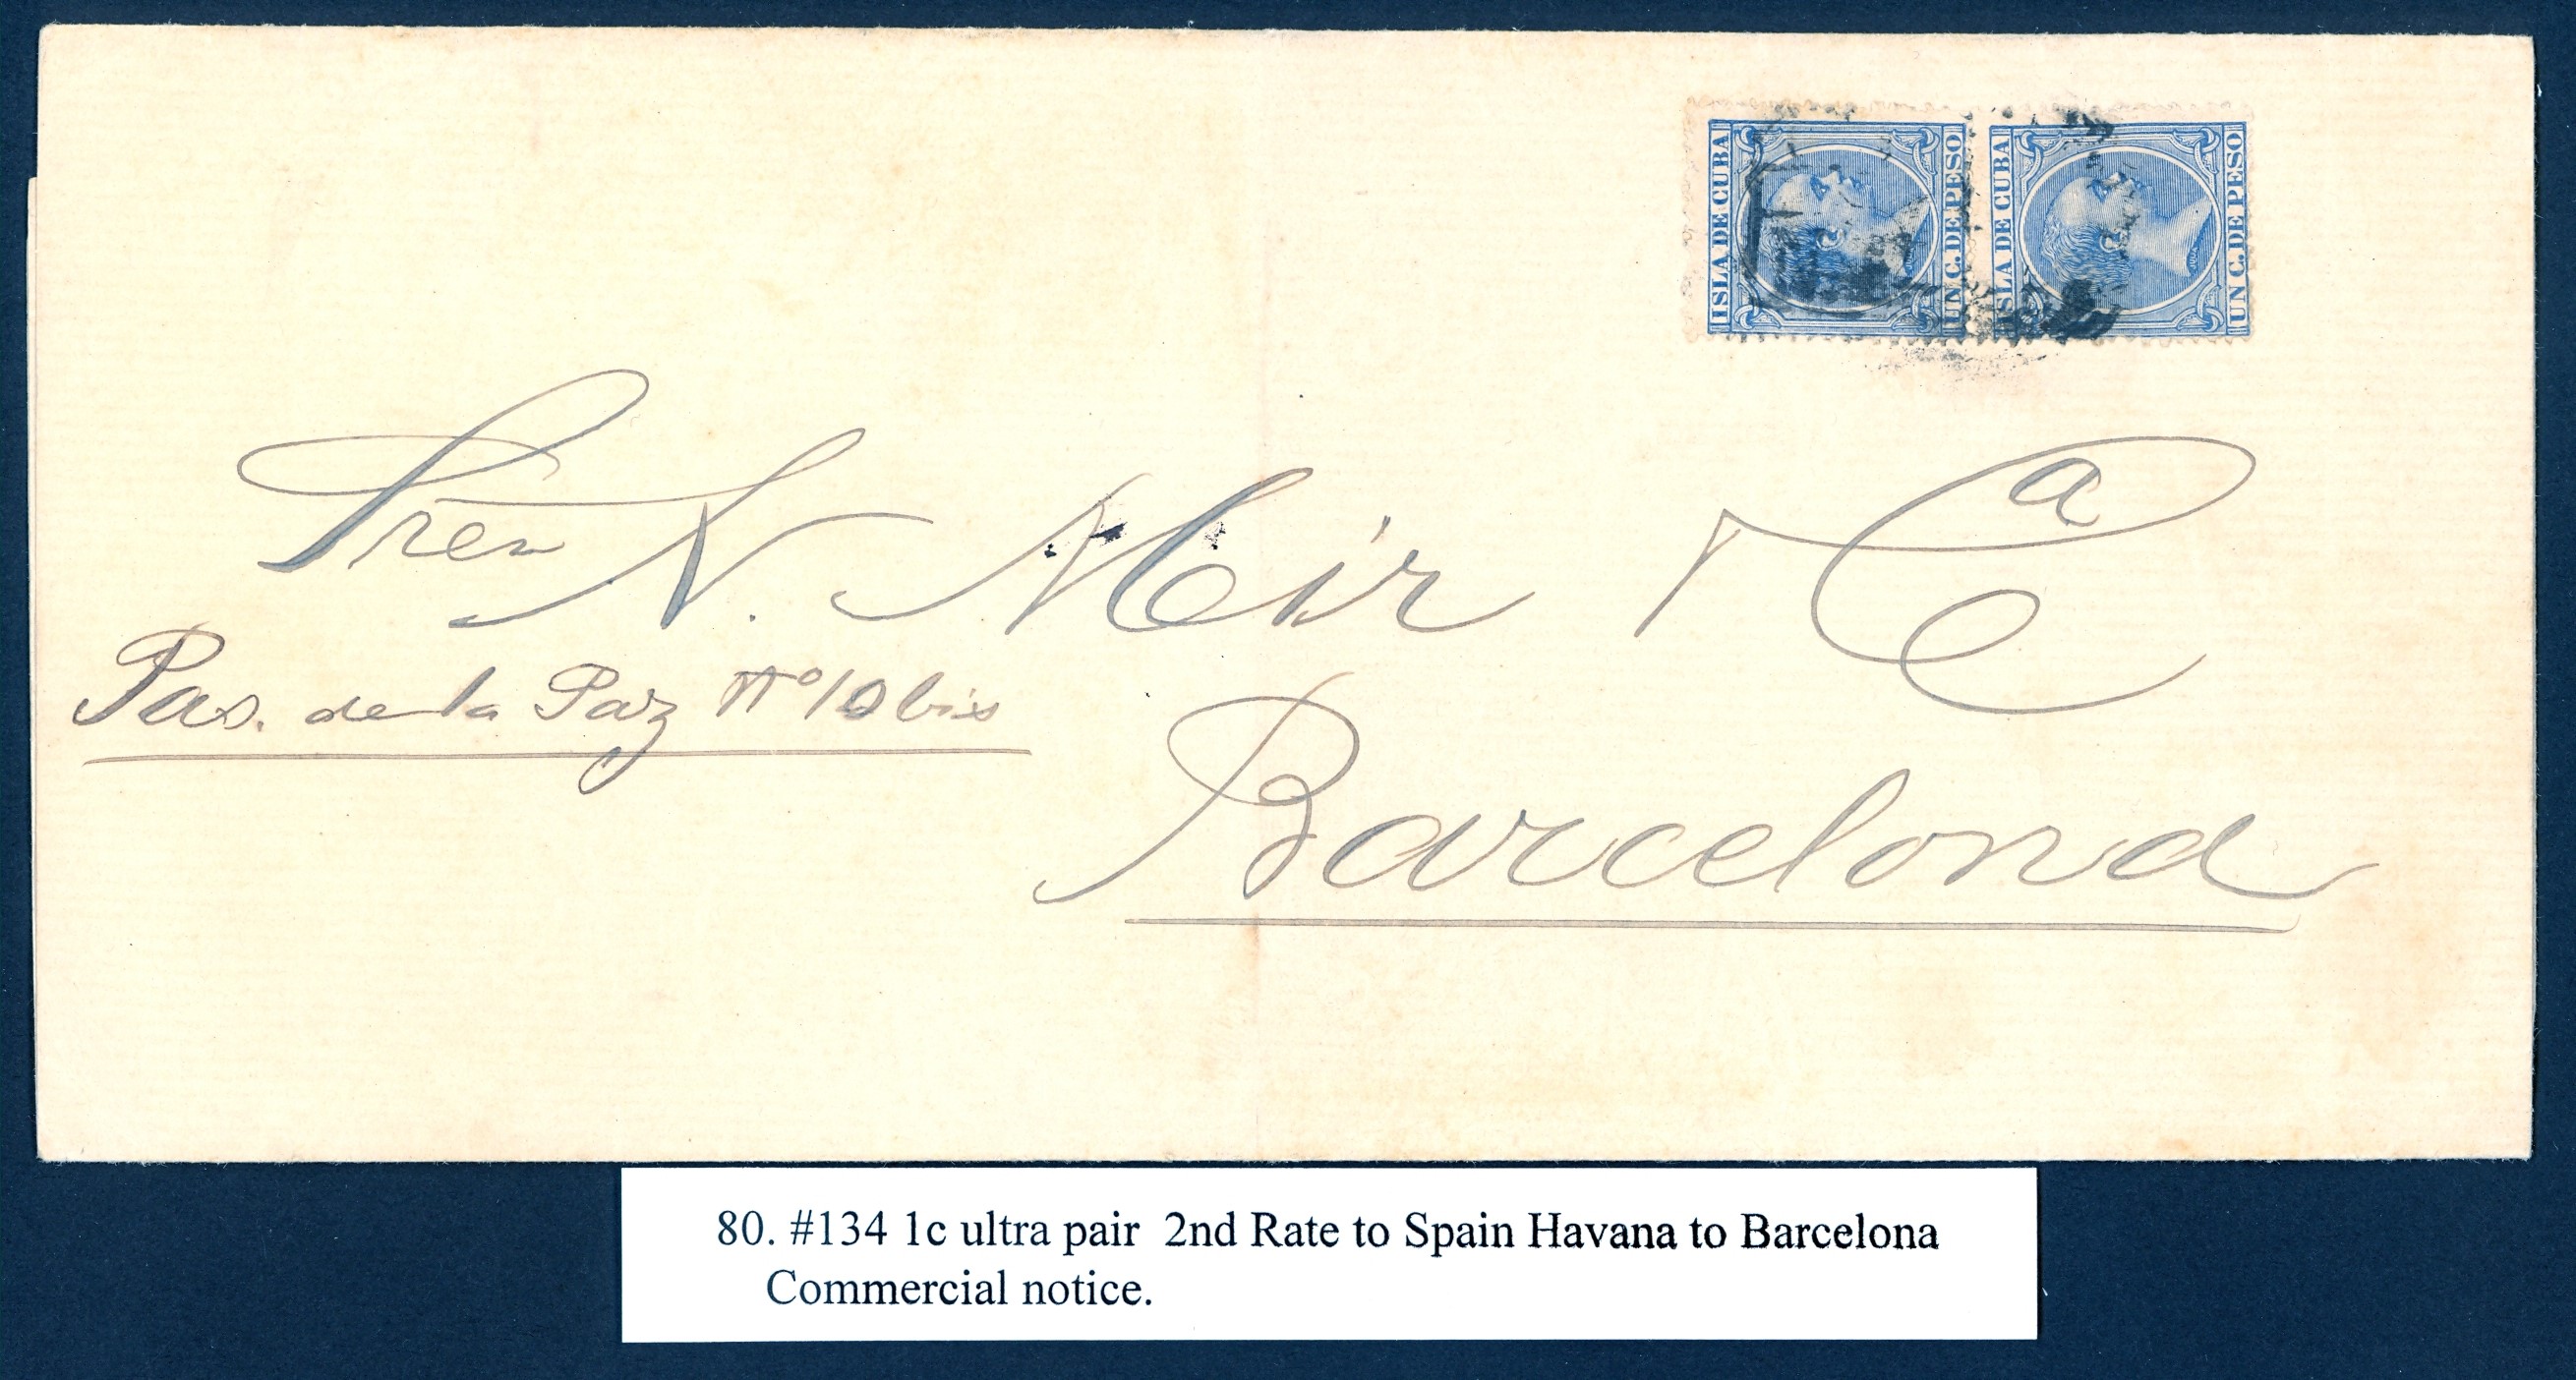 ISLA DE CUBA
UN C. DE PESO
ISLA DE CUBA
UN C. DE PESO
Sres N. Mir y Cª
Pas. de la Paz Nº 10 bis
Barcelona
80. #134 1c ultra pair 2nd Rate to Spain Havana to Barcelona
Commercial notice.